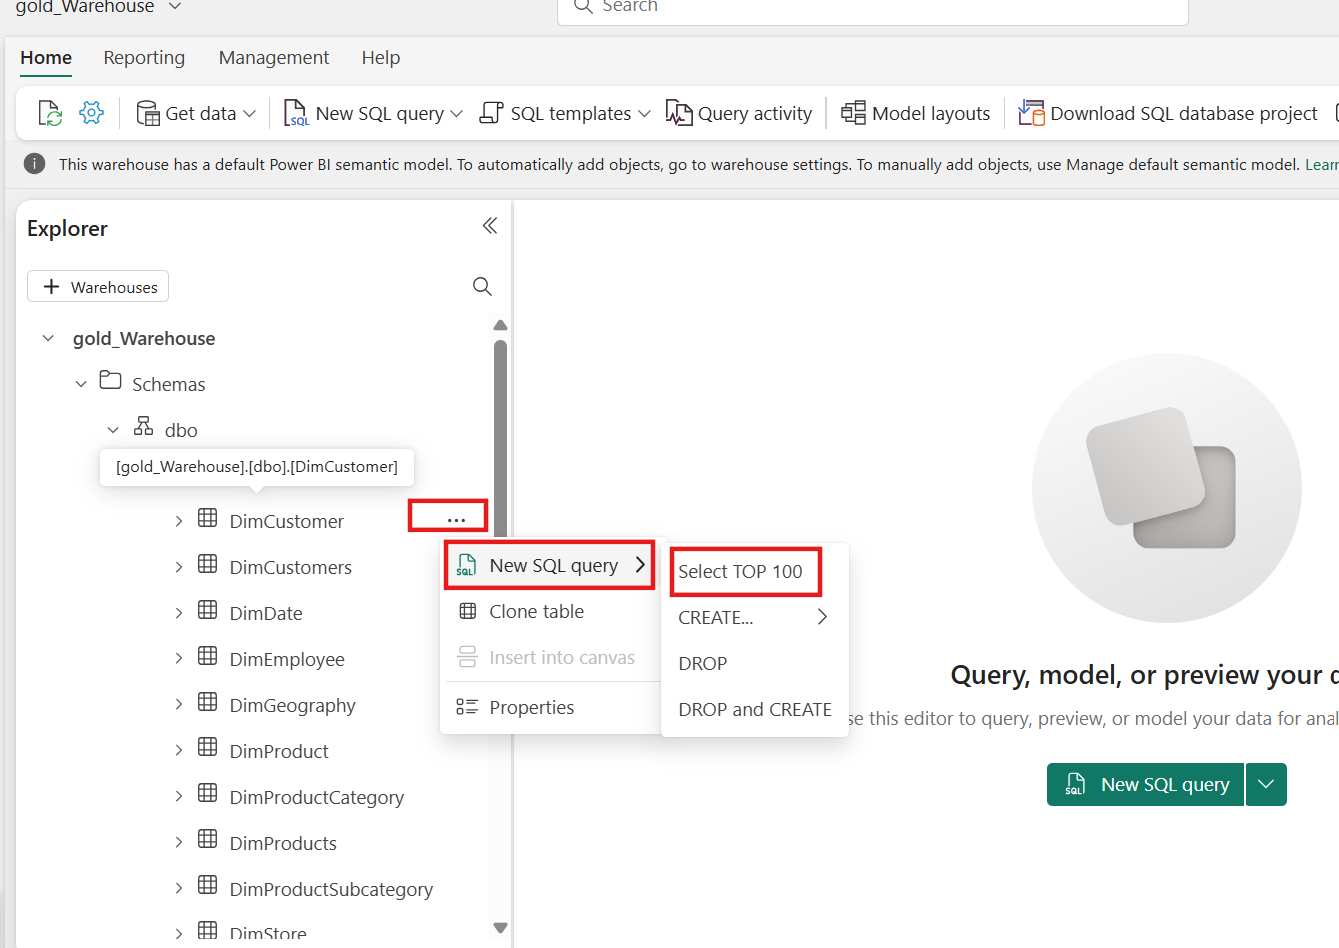 gold_Warehouse
Search
Home Reporting Management Help
Get data New SQL query SQL templates Query activity Model layouts Download SQL database project
This warehouse has a default Power BI semantic model. To automatically add objects, go to warehouse settings. To manually add objects, use Manage default semantic model. Learn
Explorer
Warehouses
gold_Warehouse
Schemas
dbo
[gold_Warehouse].[dbo].[DimCustomer]
DimCustomer ...
DimCustomers
DimDate
DimEmployee
DimGeography
DimProduct
DimProductCategory
DimProducts
DimProductSubcategory
DimStore
New SQL query
Clone table
Insert into canvas
Properties
Select TOP 100
CREATE...
DROP
DROP and CREATE
Query, model, or preview your d
se this editor to query, preview, or model your data for anal
New SQL query